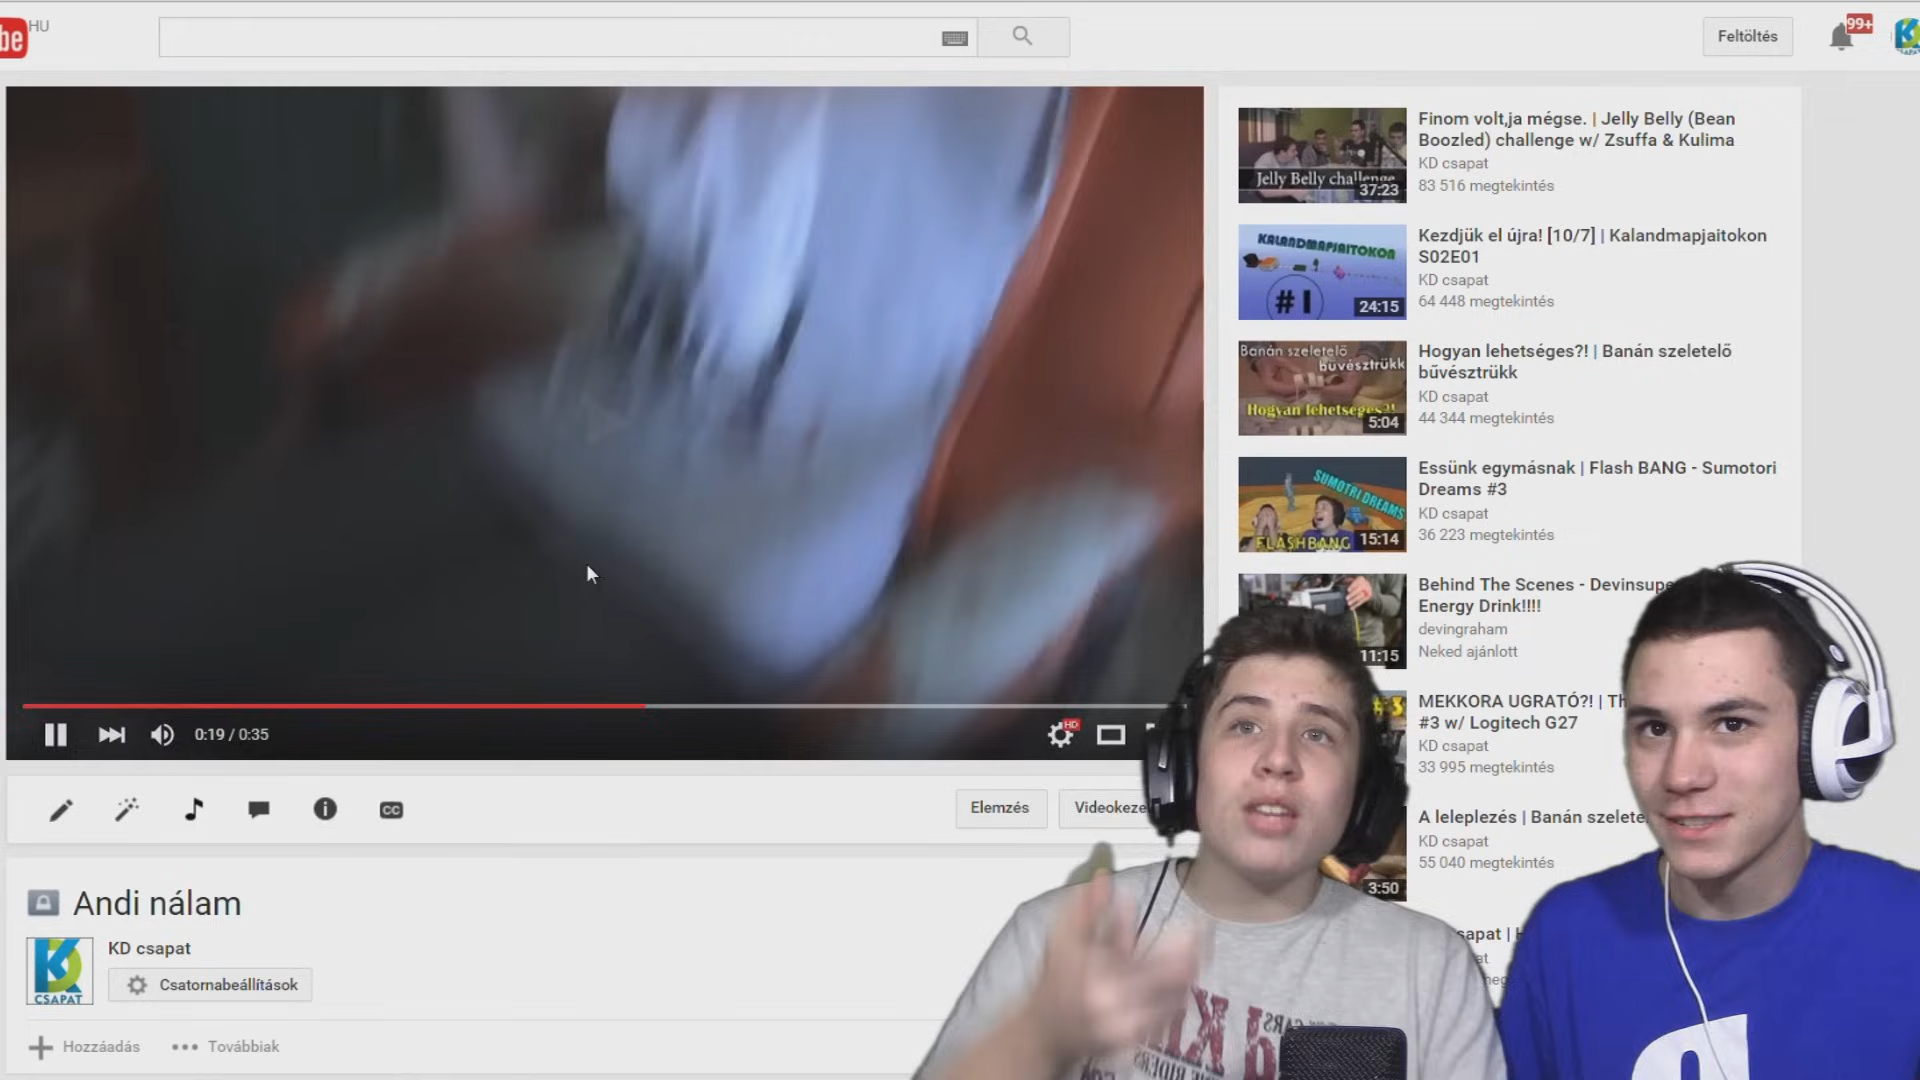 be HU
Feltöltés
99+
Finom volt,ja mégse. | Jelly Belly (Bean
Boozled) challenge w/ Zsuffa & Kulima
KD csapat
83 516 megtekintés
Jelly Belly challenge
37:23
Kezdjük el újra! [10/7] | Kalandmapjaitokon
S02E01
KD csapat
64 448 megtekintés
KALANDMAPJAITOKON
#1
24:15
Hogyan lehetséges?! | Banán szeletelő
bűvésztrükk
KD csapat
44 344 megtekintés
Banán szeletelő
bűvésztrükk
Hogyan lehetséges?!
5:04
Essünk egymásnak | Flash BANG - Sumotori
Dreams #3
KD csapat
36 223 megtekintés
SUMOTRI DREAMS
FLASHBANG
15:14
Behind The Scenes - Devinsupe
Energy Drink!!!!
devingraham
Neked ajánlott
11:15
MEKKORA UGRATÓ?! | Th
#3 w/ Logitech G27
KD csapat
33 995 megtekintés
A leleplezés | Banán szelete
KD csapat
55 040 megtekintés
3:50
sapat | H
0:19 / 0:35
HD
CC
Elemzés
Videokeze
Andi nálam
KD csapat
CSAPAT
Csatornabeállítások
Hozzáadás
Továbbiak